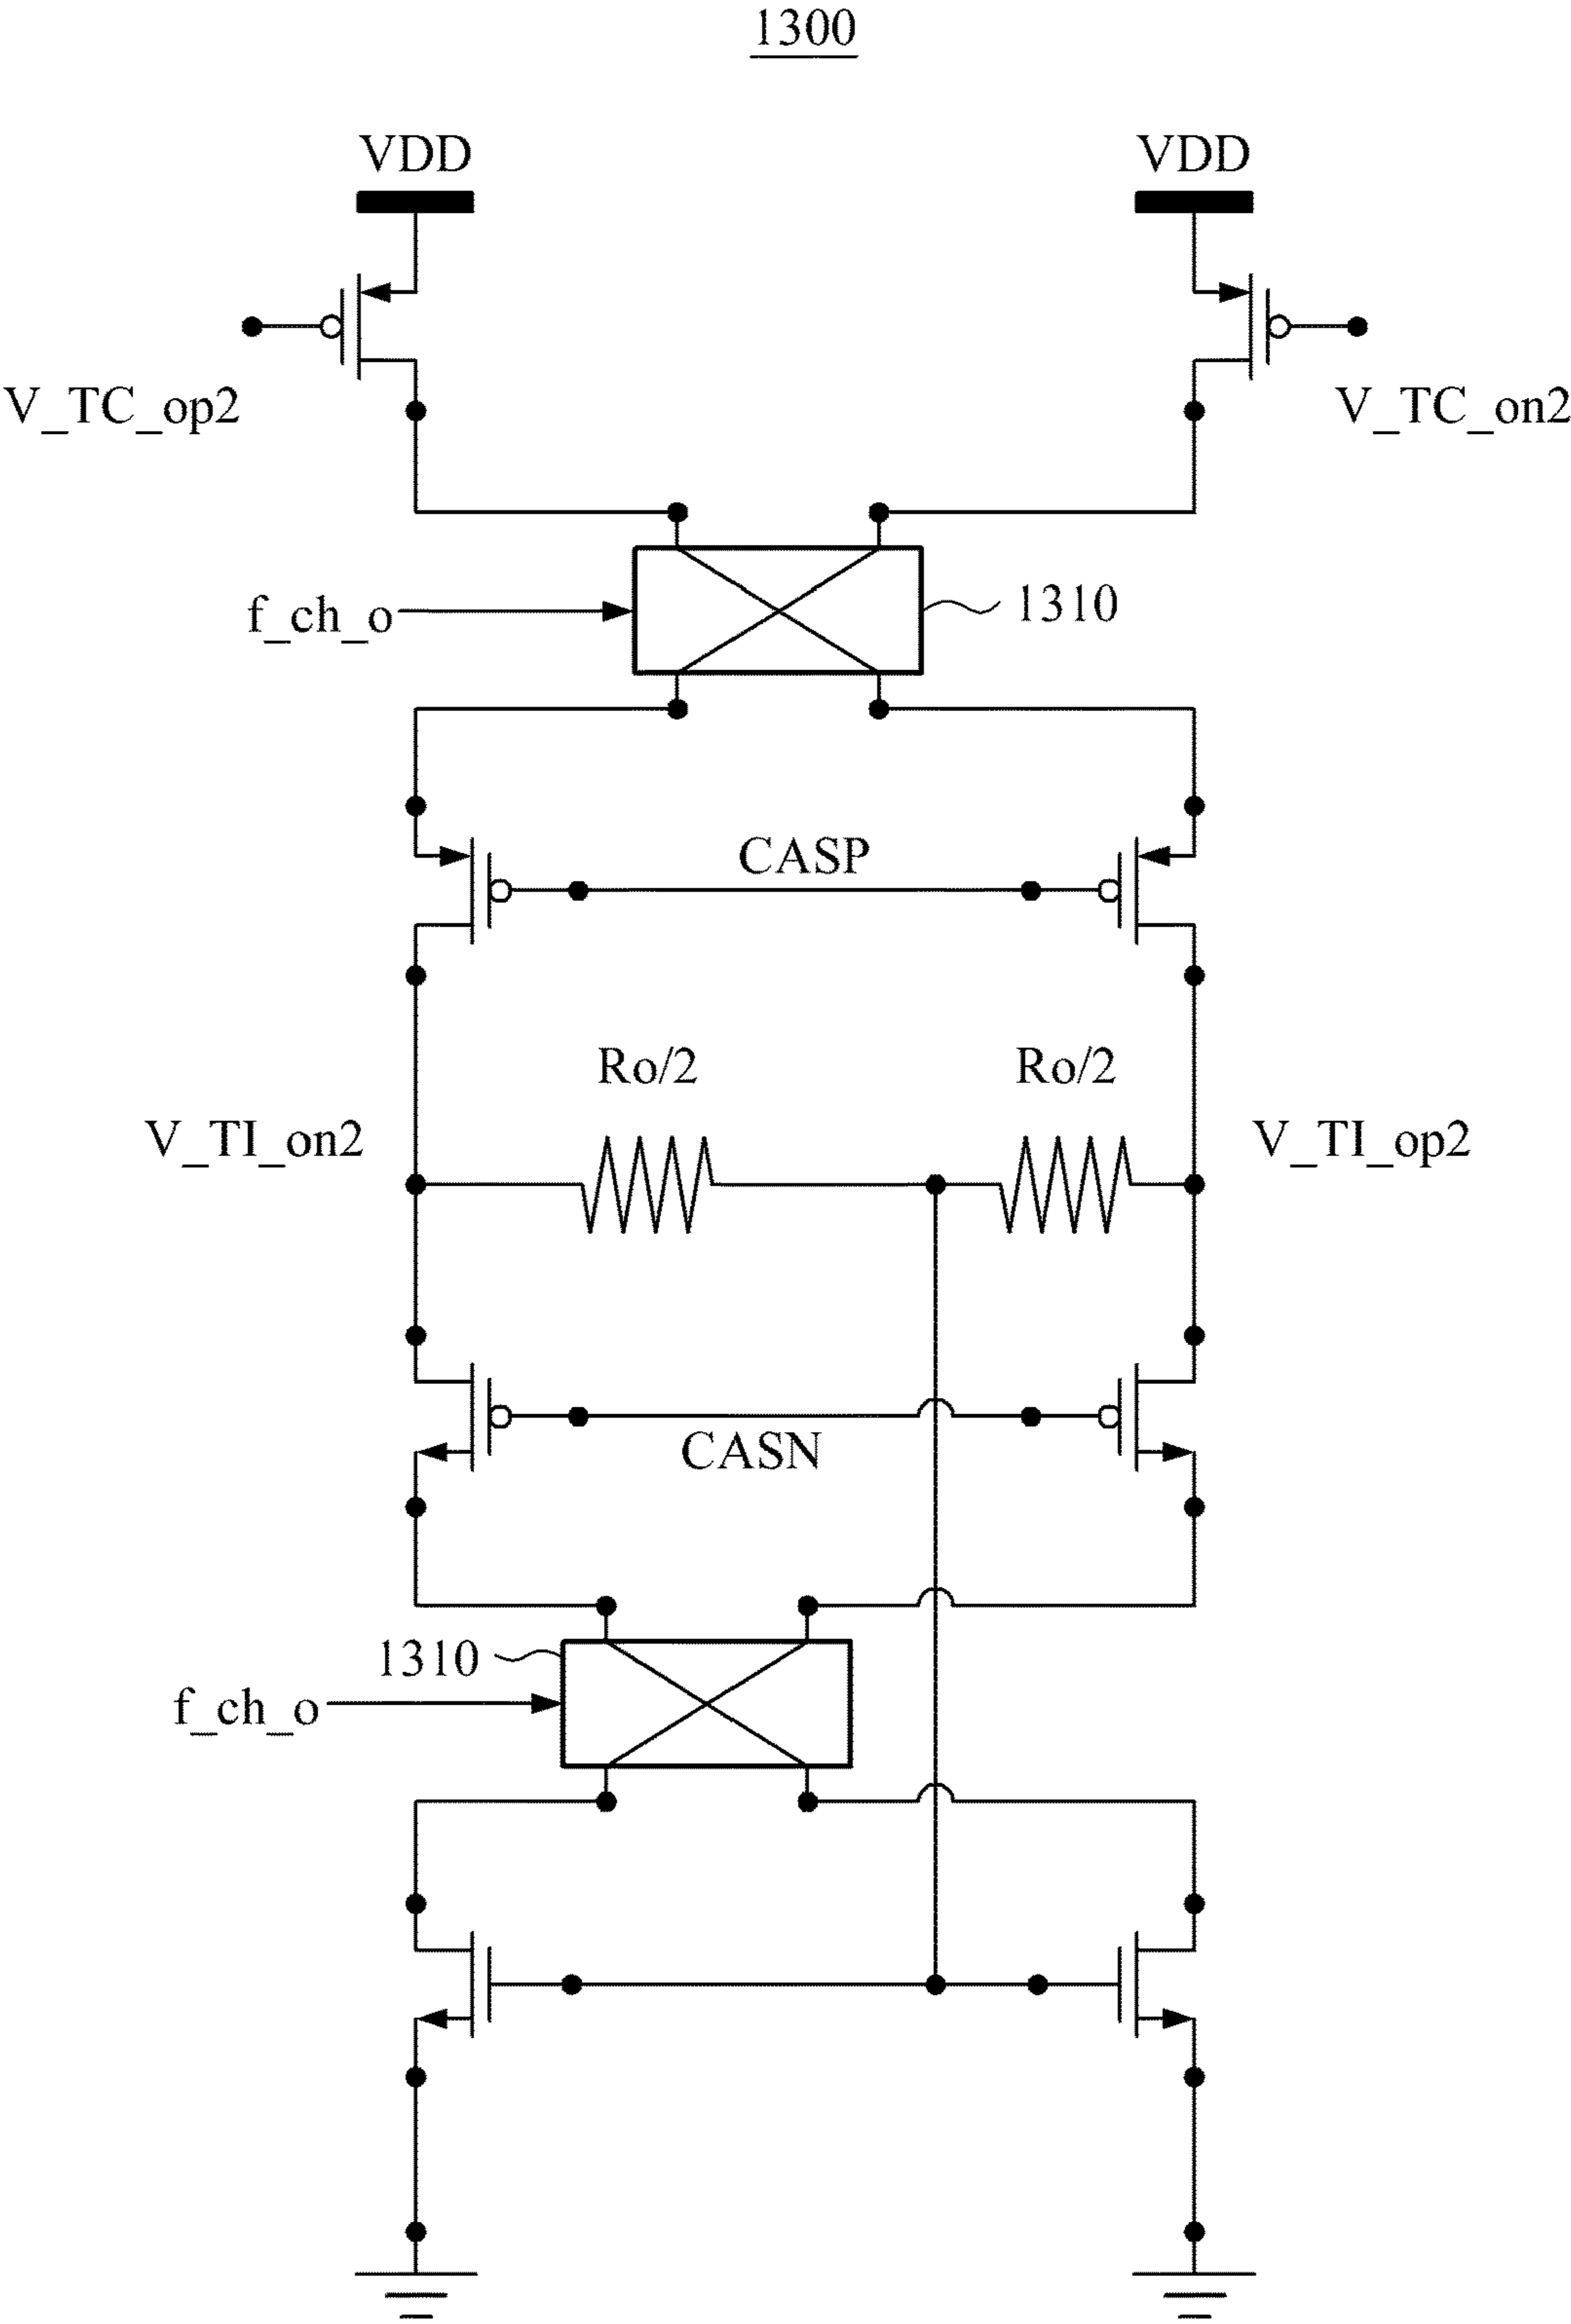 1300
VDD VDD
V_TC_op2 V_TC_on2
f_ch_o 1310
CASP
Ro/2 Ro/2
V_TI_on2 V_TI_op2
CASN
1310
f_ch_o